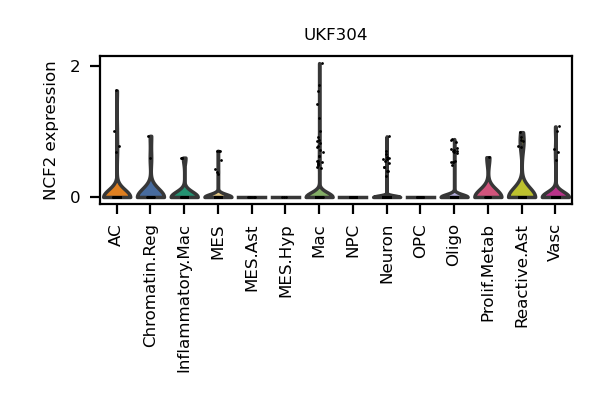 UKF304
NCF2 expression
2
0
AC
Chromatin.Reg
Inflammatory.Mac
MES
MES.Ast
MES.Hyp
Mac
NPC
Neuron
OPC
Oligo
Prolif.Metab
Reactive.Ast
Vasc